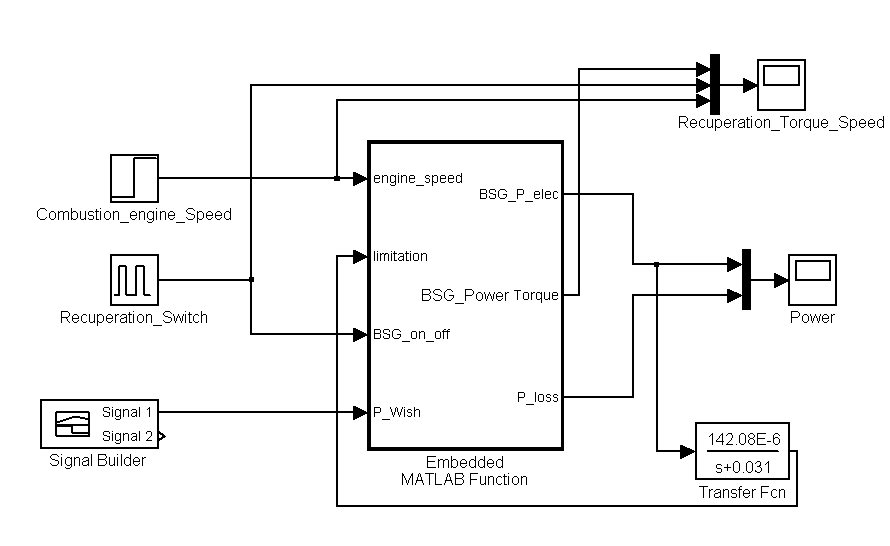 Recuperation_Torque_Speed
Combustion_engine_Speed
engine_speed
BSG_P_elec
limitation
BSG_Power Torque
Recuperation_Switch
Power
BSG_on_off
P_loss
Signal 1
P_Wish
Signal 2
Signal Builder
Embedded
MATLAB Function
142.08E-6
s+0.031
Transfer Fcn